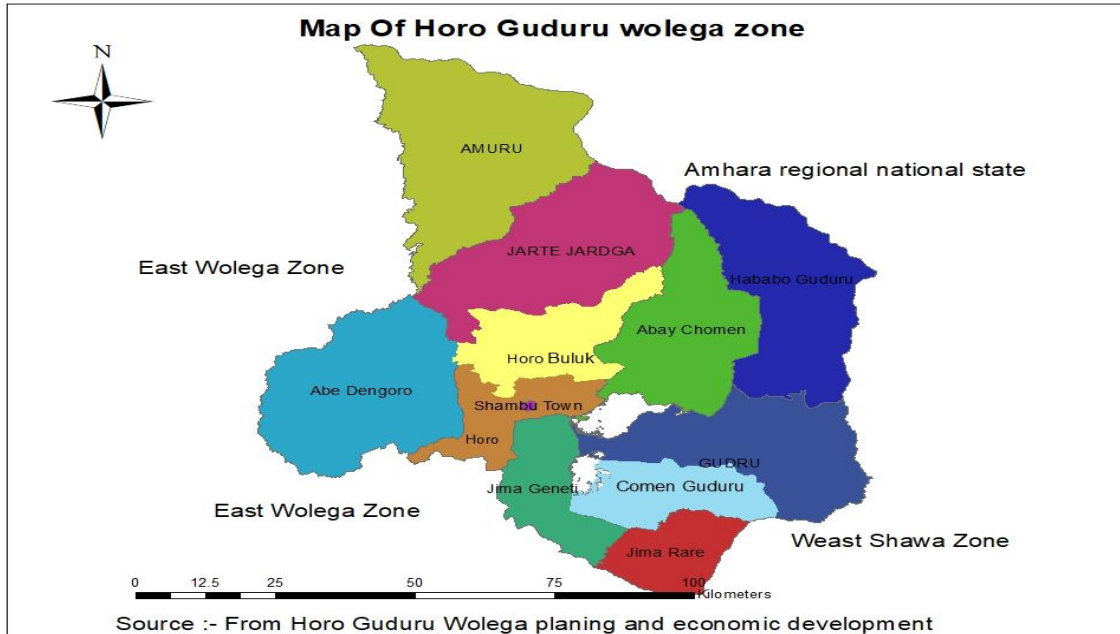 Map Of Horo Guduru wolega zone
N
AMURU
Amhara regional national state
JARTE JARDGA
East Wolega Zone
Hababo Guduru
Abay Chomen
Horo Buluk
Abe Dengoro
Shambu Town
Horo
GUDRU
Jima Geneti
Comen Guduru
East Wolega Zone
Weast Shawa Zone
Jima Rare
0 12.5 25 50 75 100
Kilometers
Source :- From Horo Guduru Wolega planing and economic development